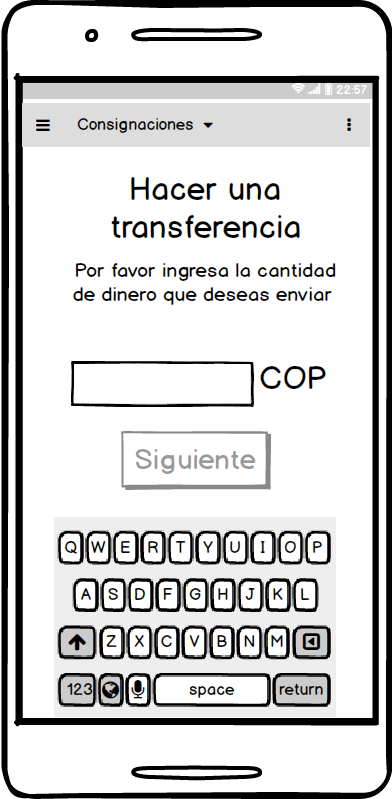 22:57
Consignaciones
Hacer una
transferencia
Por favor ingresa la cantidad
de dinero que deseas enviar
COP
Siguiente
Q W E R T Y U I O P
A S D F G H J K L
Z X C V B N M
123 space return